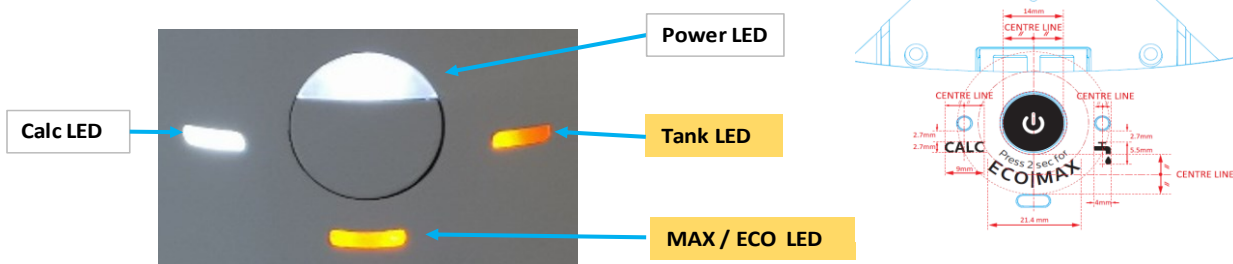 Power LED
Calc LED
Tank LED
MAX / ECO LED
14mm
CENTRE LINE
CENTRE LINE
CENTRE LINE
2.7mm
2.7mm
CALC
9mm
2.7mm
5.5mm
Press 2 sec for
ECO|MAX
CENTRE LINE
4mm
21.4 mm